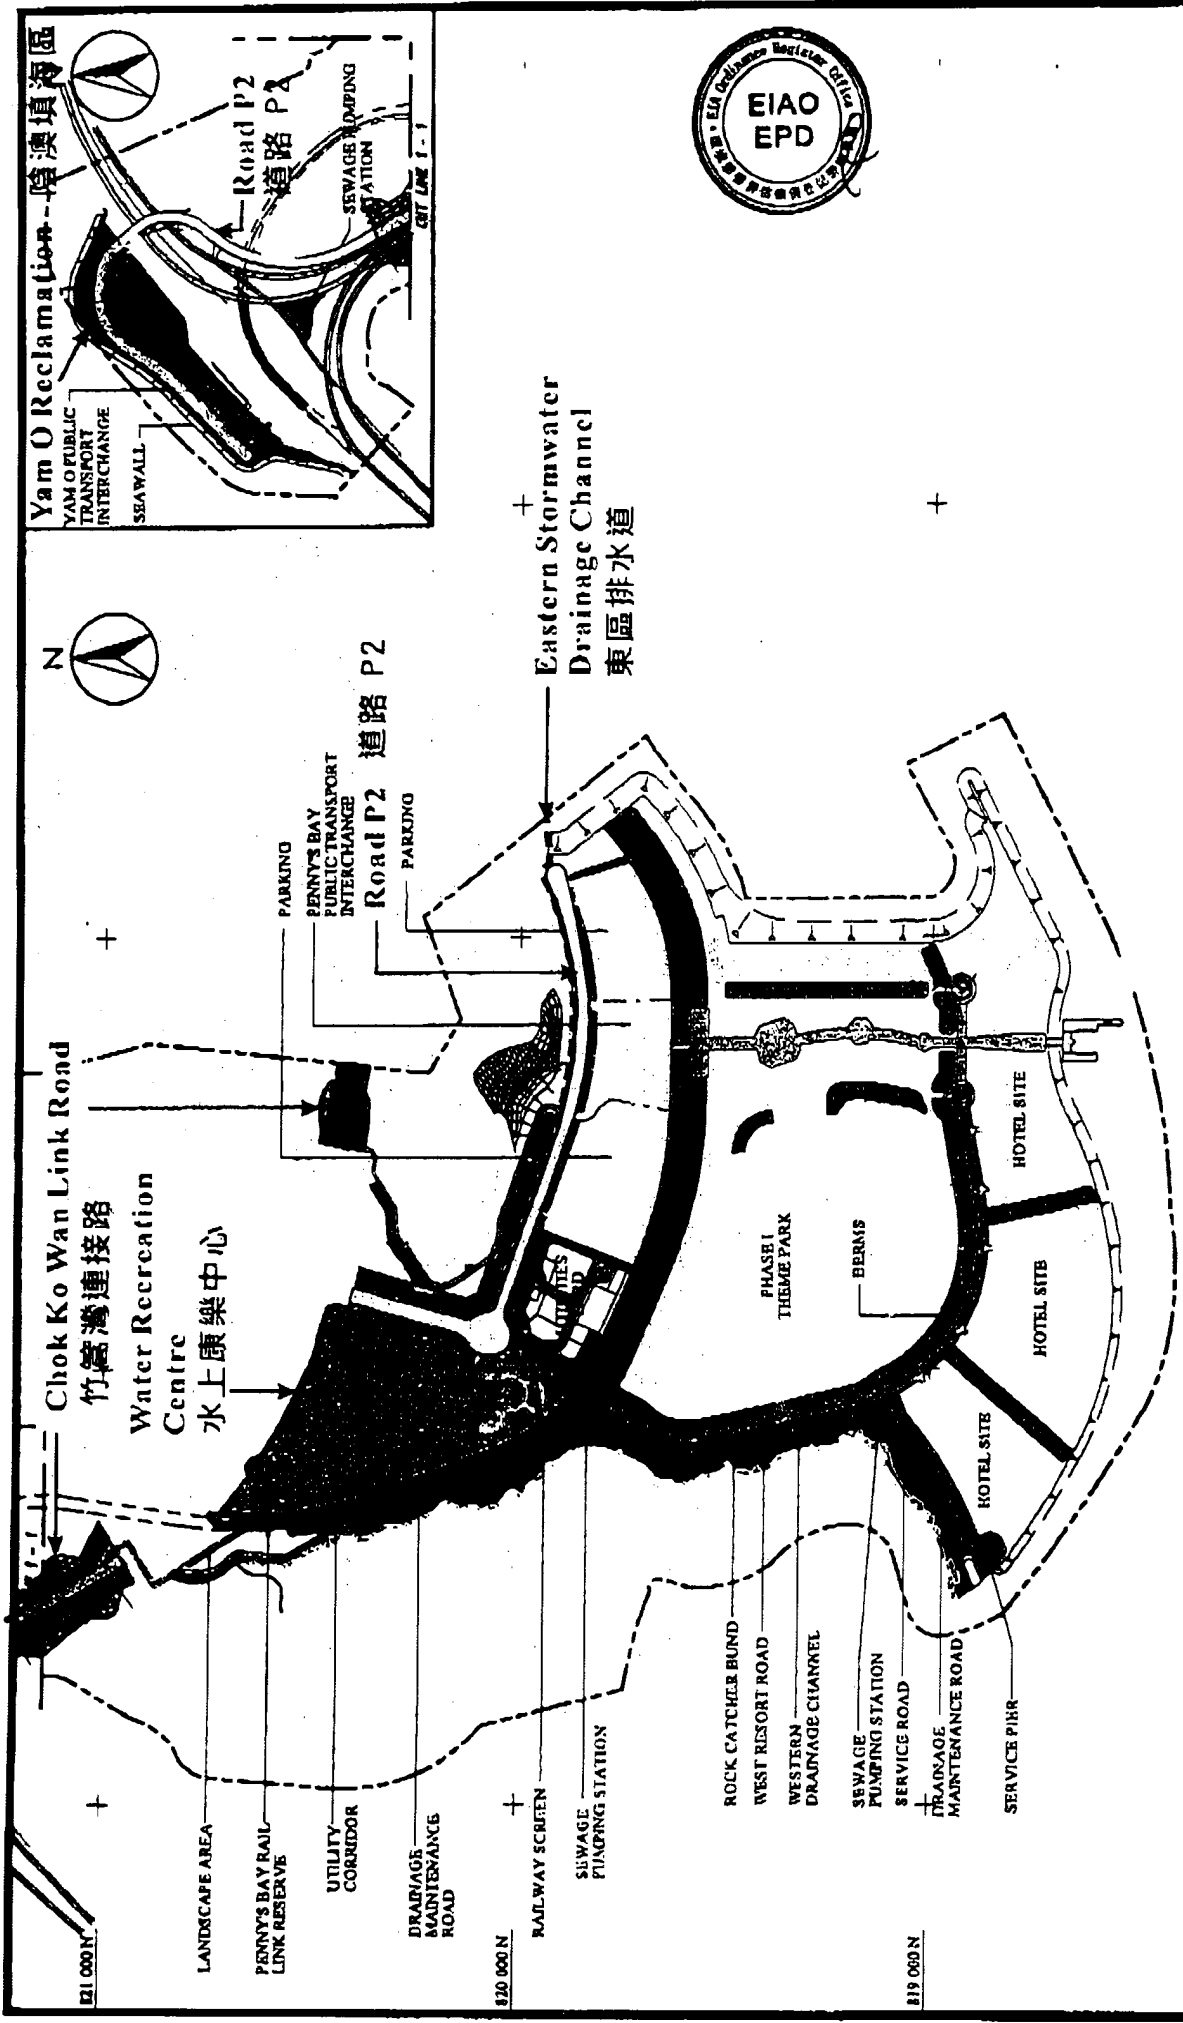 Yam O Reclamation 陰澳填海區
YAM O PUBLIC
TRANSPORT
INTERCHANGE
SEAWALL
Road P2
道路 P2
SEWAGE PUMPING
STATION
CUT LINE 1-1
EIA Ordinance Register Office
EIAO
EPD
N
1-1
Chok Ko Wan Link Road
竹篙灣連接路
Water Recreation
Centre
水上康樂中心
PARKING
PENNY'S BAY
PUBLIC TRANSPORT
INTERCHANGE
Road P2 道路 P2
PARKING
Eastern Stormwater
Drainage Channel
東區排水道
LANDSCAPE AREA
PENNY'S BAY RAIL
LINK RESERVE
UTILITY
CORRIDOR
DRAINAGE
MAINTENANCE
ROAD
RAILWAY SCREEN
SEWAGE
PUMPING STATION
ROCK CATCHER BUND
WEST RESORT ROAD
WESTERN
DRAINAGE CHANNEL
SEWAGE
PUMPING STATION
SERVICE ROAD
DRAINAGE
MAINTENANCE ROAD
SERVICE PIER
PHASE I
THEME PARK
BERMS
HOTEL SITE
HOTEL SITE
HOTEL SITE
821 000 N
820 000 N
819 000 N